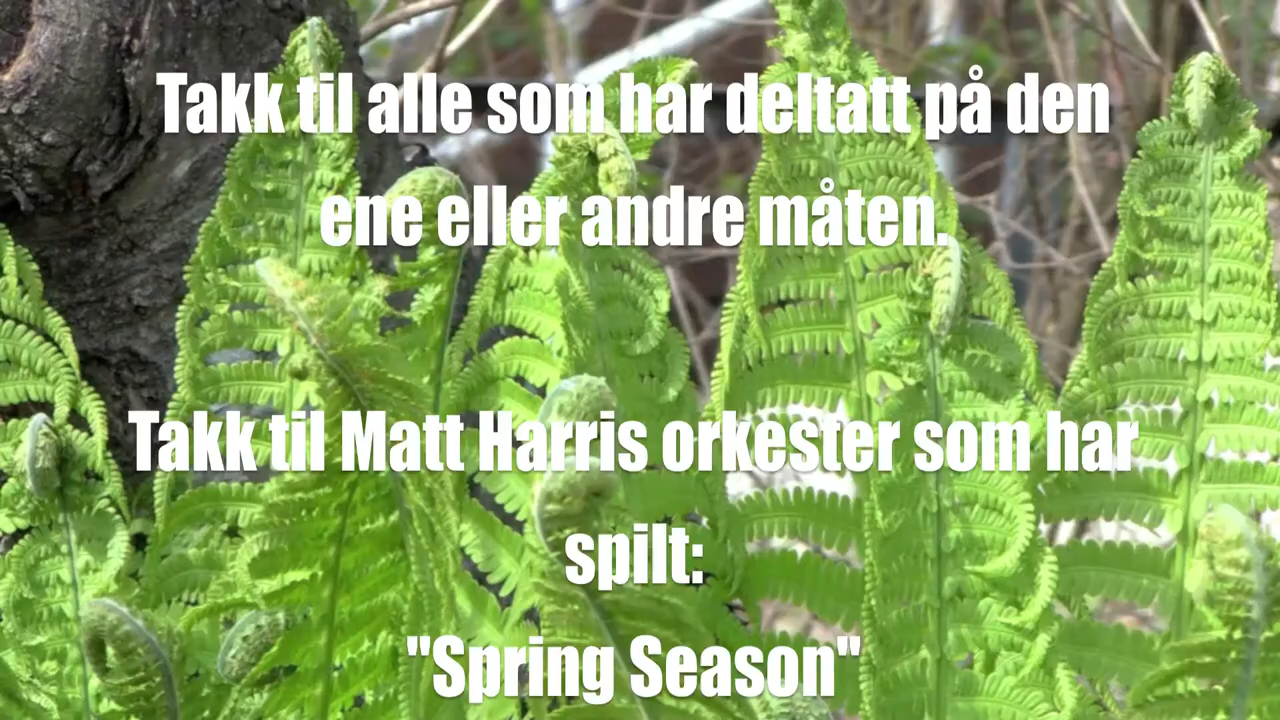 Takk til alle som har deltatt på den
ene eller andre måten.
Takk til Matt Harris orkester som har
spilt:
"Spring Season"